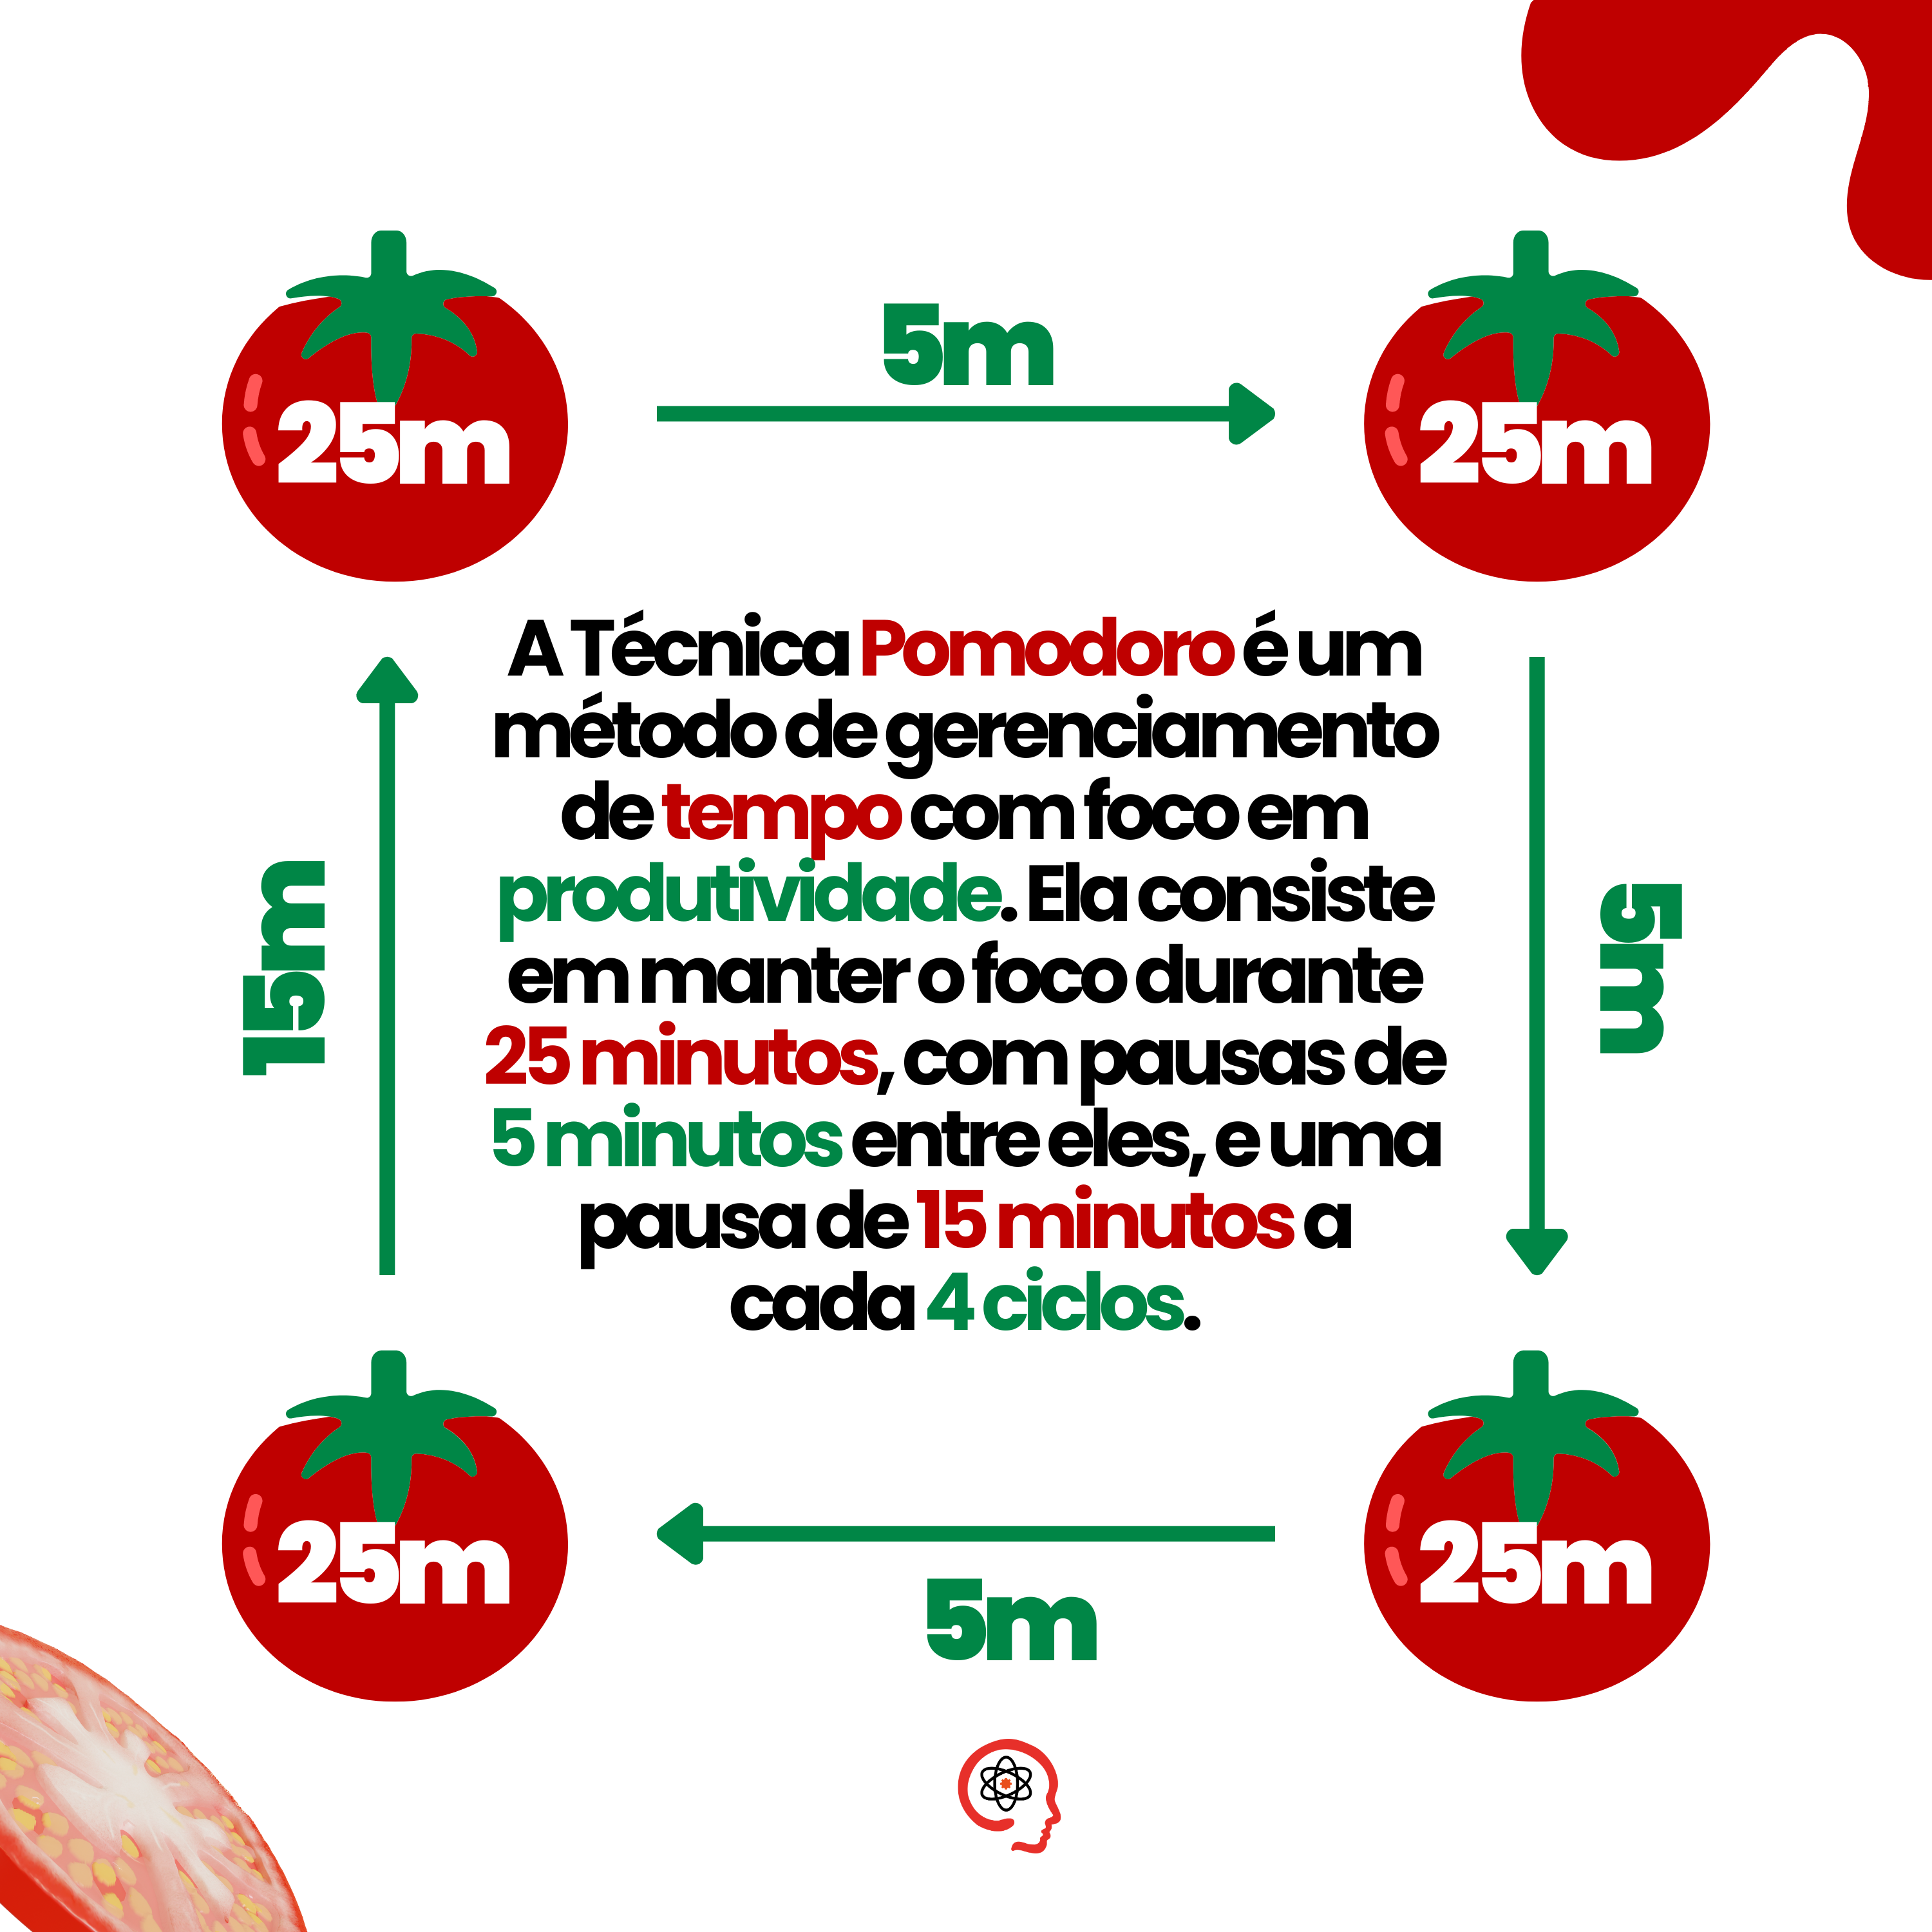 5m
25m
25m
A Técnica Pomodoro é um
método de gerenciamento
de tempo com foco em
produtividade. Ela consiste
em manter o foco durante
25 minutos, com pausas de
5 minutos entre eles, e uma
pausa de 15 minutos a
cada 4 ciclos.
15m
5m
25m
25m
5m